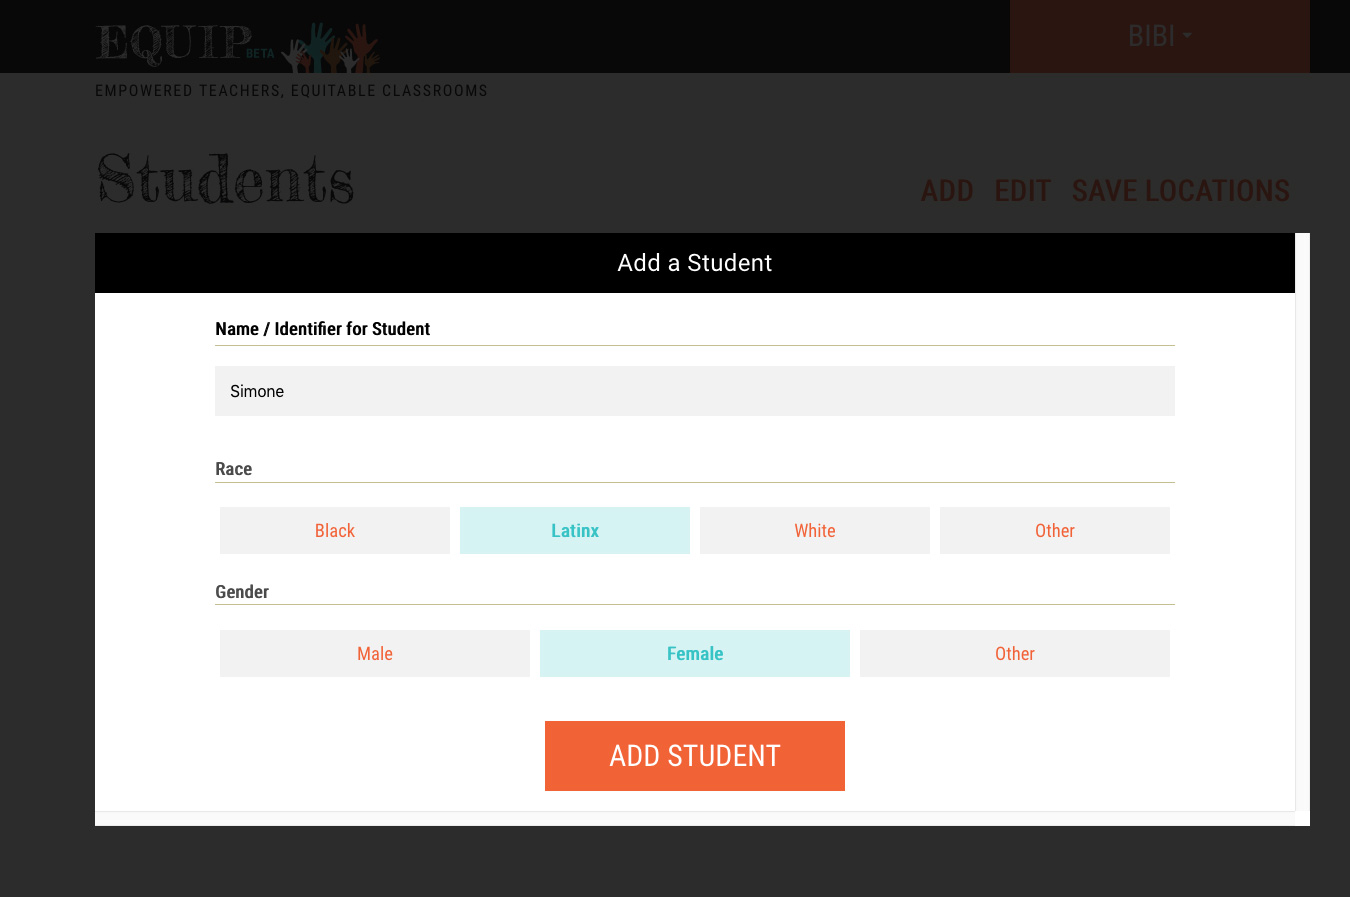 EQUIP BETA
BIBI
EMPOWERED TEACHERS, EQUITABLE CLASSROOMS
Students
ADD EDIT SAVE LOCATIONS
Add a Student
Name / Identifier for Student
Simone
Race
Black Latinx White Other
Gender
Male Female Other
ADD STUDENT